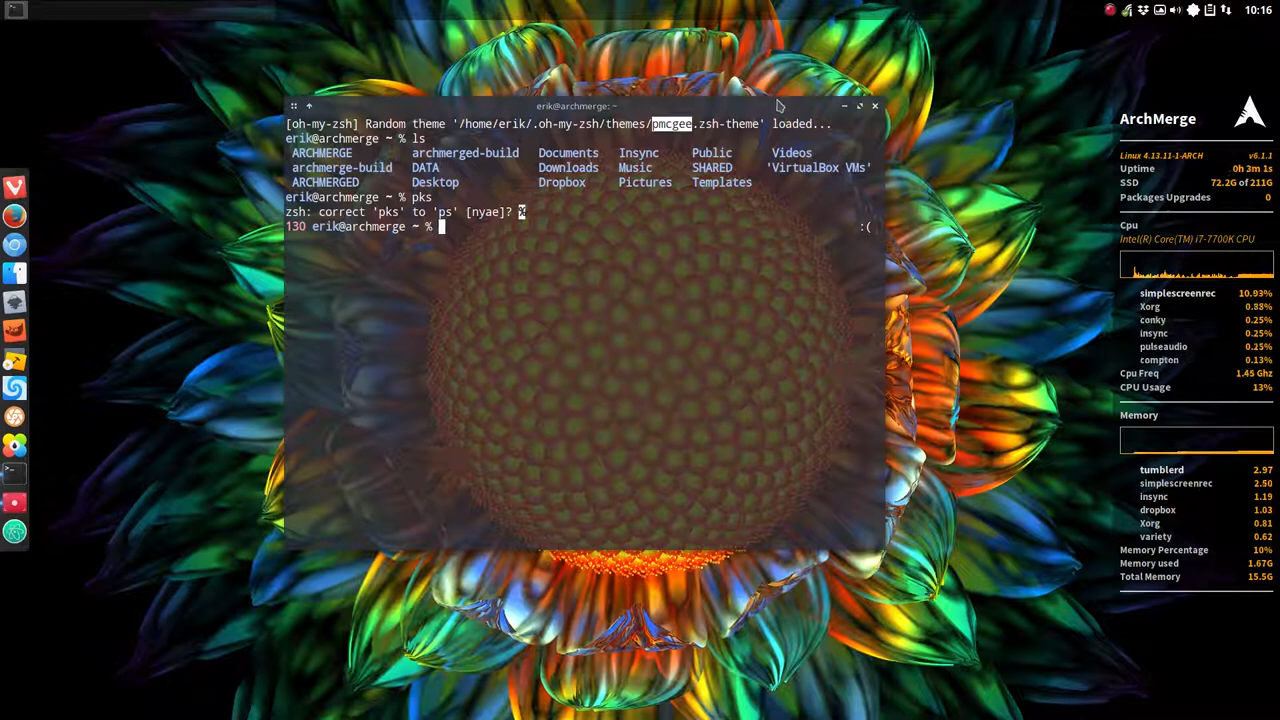 10:16
erik@archmerge: ~
[oh-my-zsh] Random theme '/home/erik/.oh-my-zsh/themes/pmcgee.zsh-theme' loaded...
erik@archmerge ~ % ls
ARCHMERGE archmerged-build Documents Insync Public Videos
archmerge-build DATA Downloads Music SHARED 'VirtualBox VMs'
ARCHMERGED Desktop Dropbox Pictures Templates
erik@archmerge ~ % pks
zsh: correct 'pks' to 'ps' [nyae]? %
130 erik@archmerge ~ % :(
ArchMerge
Linux 4.13.11-1-ARCH v6.1.1
Uptime 0h 3m 1s
SSD 72.2G of 211G
Packages Upgrades 0
Cpu
Intel(R) Core(TM) i7-7700K CPU
simplescreenrec 10.93%
Xorg 0.88%
conky 0.25%
insync 0.25%
pulseaudio 0.25%
compton 0.13%
Cpu Freq 1.45 Ghz
CPU Usage 13%
Memory
tumblerd 2.97
simplescreenrec 2.50
insync 1.19
dropbox 1.03
Xorg 0.81
variety 0.62
Memory Percentage 10%
Memory used 1.67G
Total Memory 15.5G